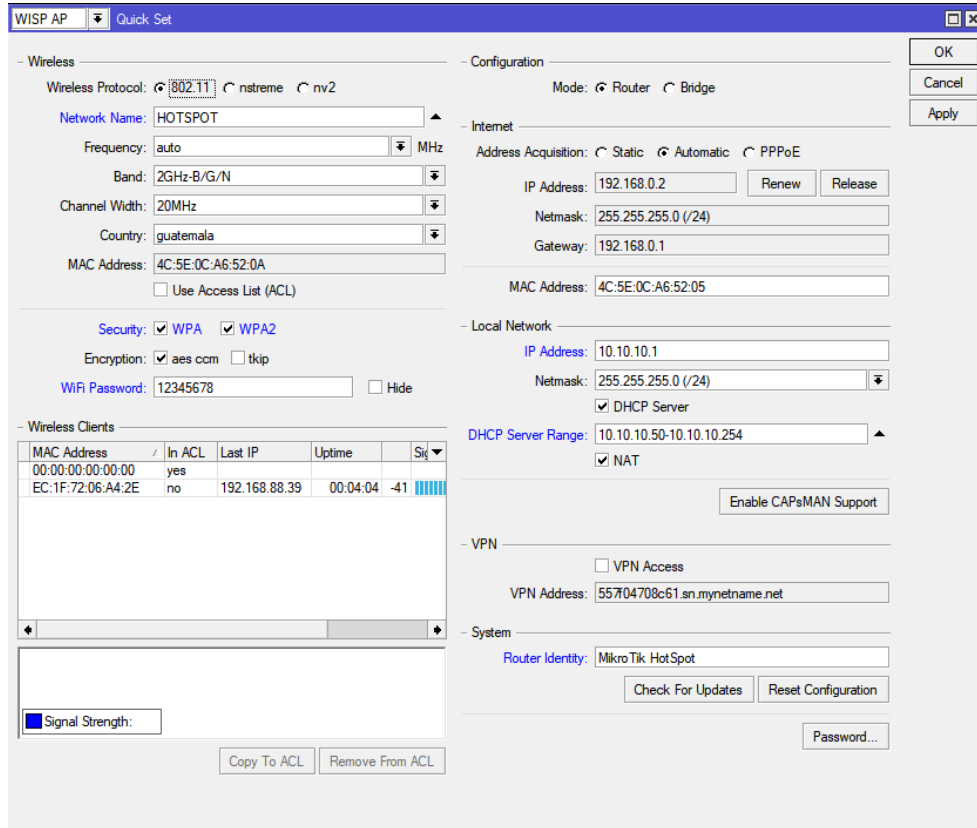 WISP AP Quick Set
OK
Cancel
Apply
Wireless
Wireless Protocol: 802.11 nstreme nv2
Network Name: HOTSPOT
Frequency: auto MHz
Band: 2GHz-B/G/N
Channel Width: 20MHz
Country: guatemala
MAC Address: 4C:5E:0C:A6:52:0A
Use Access List (ACL)
Security: WPA WPA2
Encryption: aes ccm tkip
WiFi Password: 12345678 Hide
Wireless Clients
MAC Address In ACL Last IP Uptime Sig
00:00:00:00:00:00 yes
EC:1F:72:06:A4:2E no 192.168.88.39 00:04:04 -41
Signal Strength:
Copy To ACL Remove From ACL
Configuration
Mode: Router Bridge
Internet
Address Acquisition: Static Automatic PPPoE
IP Address: 192.168.0.2 Renew Release
Netmask: 255.255.255.0 (/24)
Gateway: 192.168.0.1
MAC Address: 4C:5E:0C:A6:52:05
Local Network
IP Address: 10.10.10.1
Netmask: 255.255.255.0 (/24)
DHCP Server
DHCP Server Range: 10.10.10.50-10.10.10.254
NAT
Enable CAPsMAN Support
VPN
VPN Access
VPN Address: 557f04708c61.sn.mynetname.net
System
Router Identity: MikroTik HotSpot
Check For Updates Reset Configuration
Password...